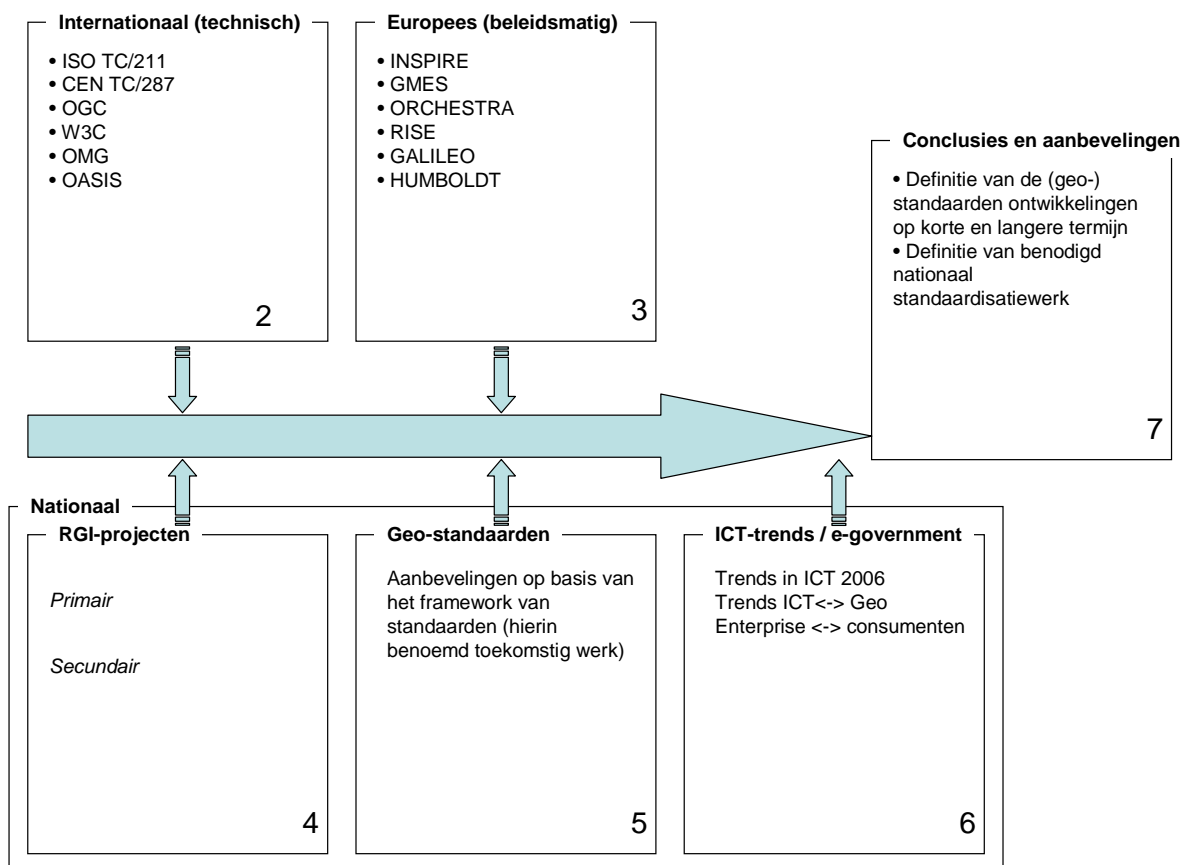 Internationaal (technisch)
• ISO TC/211
• CEN TC/287
• OGC
• W3C
• OMG
• OASIS
2
Europees (beleidsmatig)
• INSPIRE
• GMES
• ORCHESTRA
• RISE
• GALILEO
• HUMBOLDT
3
Conclusies en aanbevelingen
• Definitie van de (geo-)
standaarden ontwikkelingen
op korte en langere termijn
• Definitie van benodigd
nationaal
standaardisatiewerk
7
Nationaal
RGI-projecten
Primair
Secundair
4
Geo-standaarden
Aanbevelingen op basis van
het framework van
standaarden (hierin
benoemd toekomstig werk)
5
ICT-trends / e-government
Trends in ICT 2006
Trends ICT<-> Geo
Enterprise <-> consumenten
6